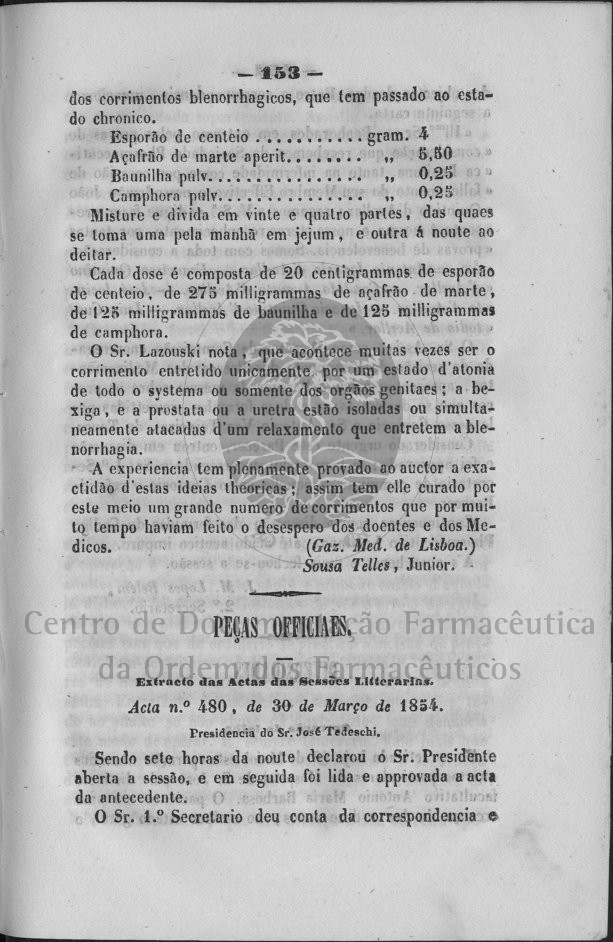 — 153 —
dos corrimentos blenorrhagicos, que tem passado ao esta-
do chronico.
Esporão de centeio . . . . . . . . . . . gram. 4
Açafrão de marte aperit. . . . . . . . ,, 5,50
Baunilha pulv. . . . . . . . . . . . . . . ,, 0,25
Camphora pulv. . . . . . . . . . . . . . . ,, 0,25
Misture e divida em vinte e quatro partes, das quaes
se toma uma pela manhã em jejum, e outra á noute ao
deitar.
Cada dose é composta de 20 centigrammas de esporão
de centeio, de 275 milligrammas de açafrão de marte,
de 125 milligrammas de baunilha e de 125 milligrammas
de camphora.
O Sr. Lazouski nota, que acontece muitas vezes ser o
corrimento entretido unicamente por um estado d'atonia
de todo o systema ou somente dos orgãos genitaes; a be-
xiga, e a prostata ou a uretra estão isoladas ou simulta-
neamente atacadas d'um relaxamento que entretem a ble-
norrhagia.
A experiencia tem plenamente provado ao auctor a exa-
ctidão d'estas ideias theoricas; assim tem elle curado por
este meio um grande numero de corrimentos que por mui-
to tempo haviam feito o desespero dos doentes e dos Me-
dicos. (Gaz. Med. de Lisboa.)
Sousa Telles, Junior.
PEÇAS OFFICIAES.
Extracto das Actas das Sessões Litterarias.
Acta n.º 480, de 30 de Março de 1854.
Presidencia do Sr. José Tedeschi.
Sendo sete horas da noute declarou o Sr. Presidente
aberta a sessão, e em seguida foi lida e approvada a acta
da antecedente.
O Sr. 1.º Secretario deu conta da correspondencia e
Centro de Documentação Farmacêutica
da Ordem dos Farmacêuticos